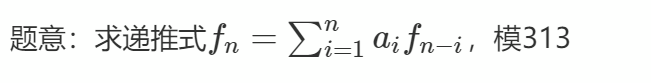 题意：求递推式$f_n = \sum_{i=1}^{n} a_i f_{n-i}$，模313